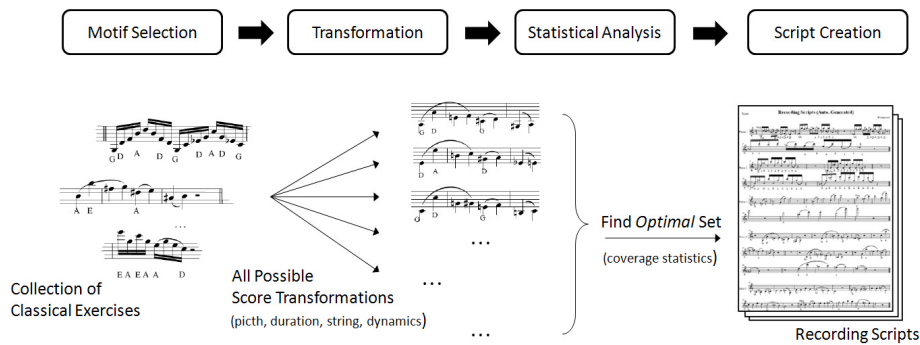 Motif Selection
Transformation
Statistical Analysis
Script Creation
G D A D G D A D G
A E A
...
E A E A A D
Collection of
Classical Exercises
All Possible
Score Transformations
(picth, duration, string, dynamics)
G D G
D A D
G D G
...
...
...
Find Optimal Set
(coverage statistics)
Recording Scripts (Auto-Generated)
Recording Scripts